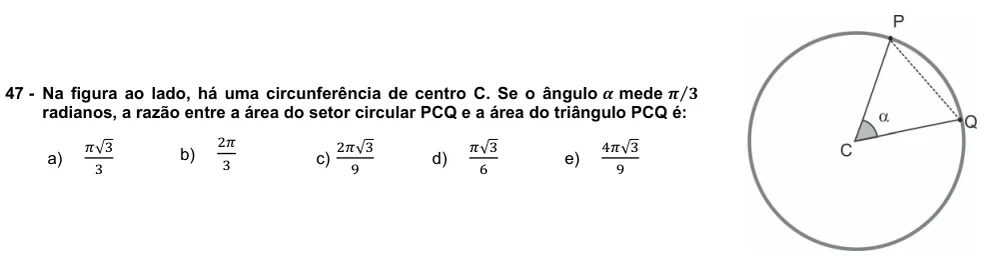 47 - Na figura ao lado, há uma circunferência de centro C. Se o ângulo α mede π/3
radianos, a razão entre a área do setor circular PCQ e a área do triângulo PCQ é:
a) π√3/3 b) 2π/3 c) 2π√3/9 d) π√3/6 e) 4π√3/9
P
α
Q
C